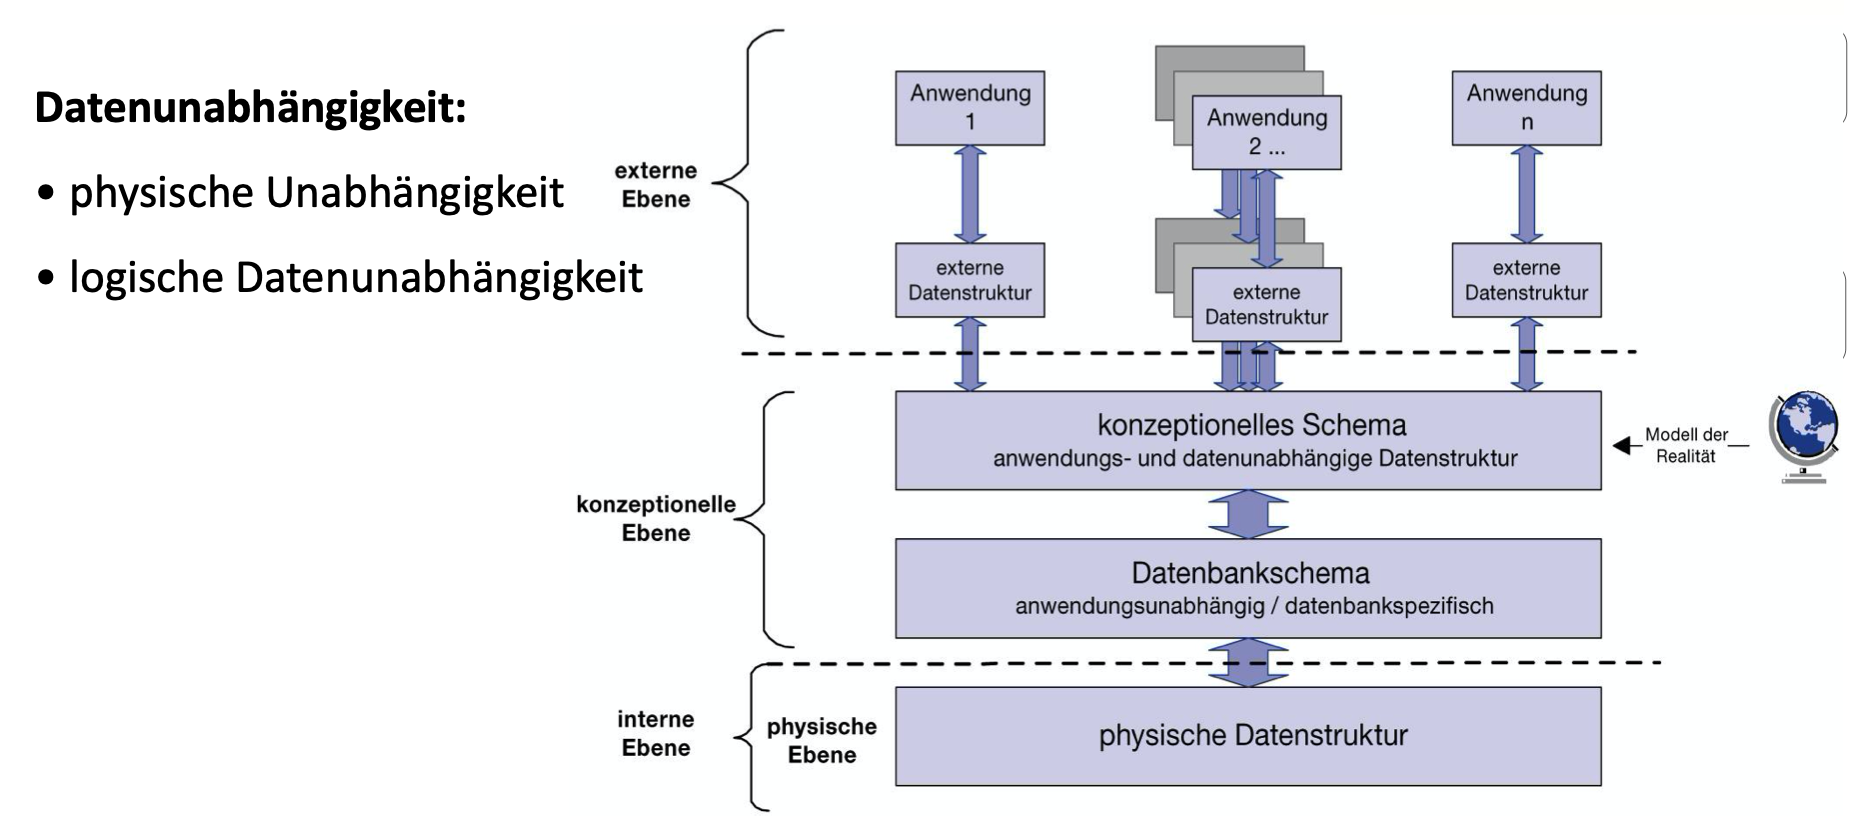 Datenunabhängigkeit:
• physische Unabhängigkeit
• logische Datenunabhängigkeit
externe
Ebene
Anwendung
1
Anwendung
2 ...
Anwendung
n
externe
Datenstruktur
externe
Datenstruktur
externe
Datenstruktur
konzeptionelle
Ebene
konzeptionelles Schema
anwendungs- und datenunabhängige Datenstruktur
Modell der
Realität
Datenbankschema
anwendungsunabhängig / datenbankspezifisch
interne
Ebene
physische
Ebene
physische Datenstruktur